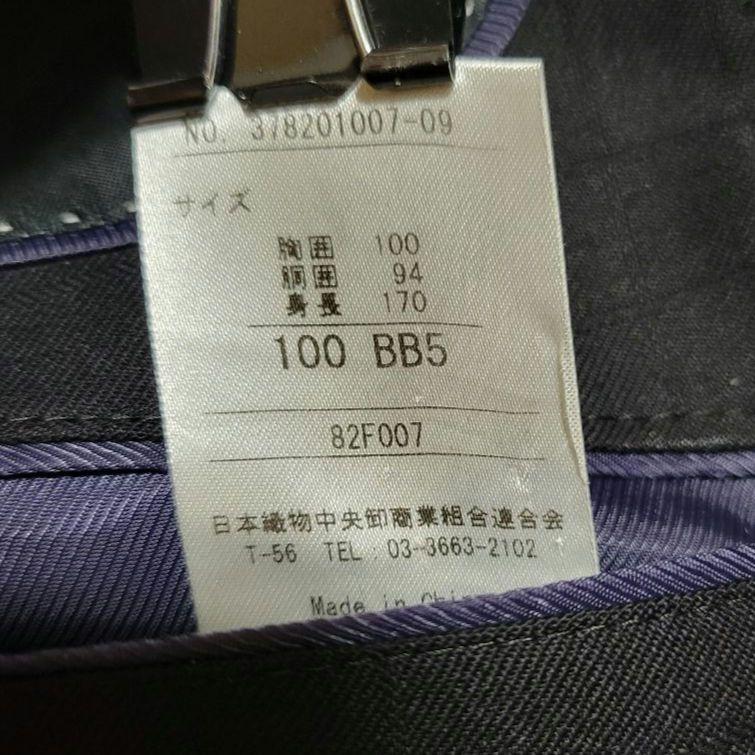 NO. 378201007-09
サイズ
胸囲 100
胴囲 94
身長 170
100 BB5
82F007
日本織物中央卸商業組合連合会
T-56 TEL : 03-3663-2102
Made in China